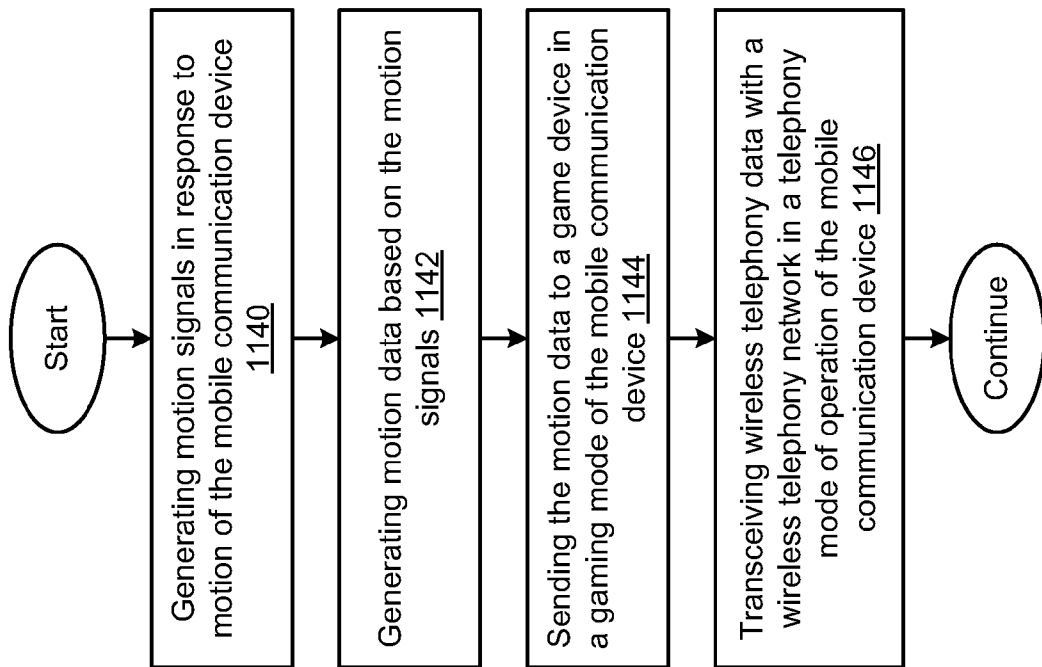 Start
Generating motion signals in response to
motion of the mobile communication device
1140
Generating motion data based on the motion
signals 1142
Sending the motion data to a game device in
a gaming mode of the mobile communication
device 1144
Transceiving wireless telephony data with a
wireless telephony network in a telephony
mode of operation of the mobile
communication device 1146
Continue